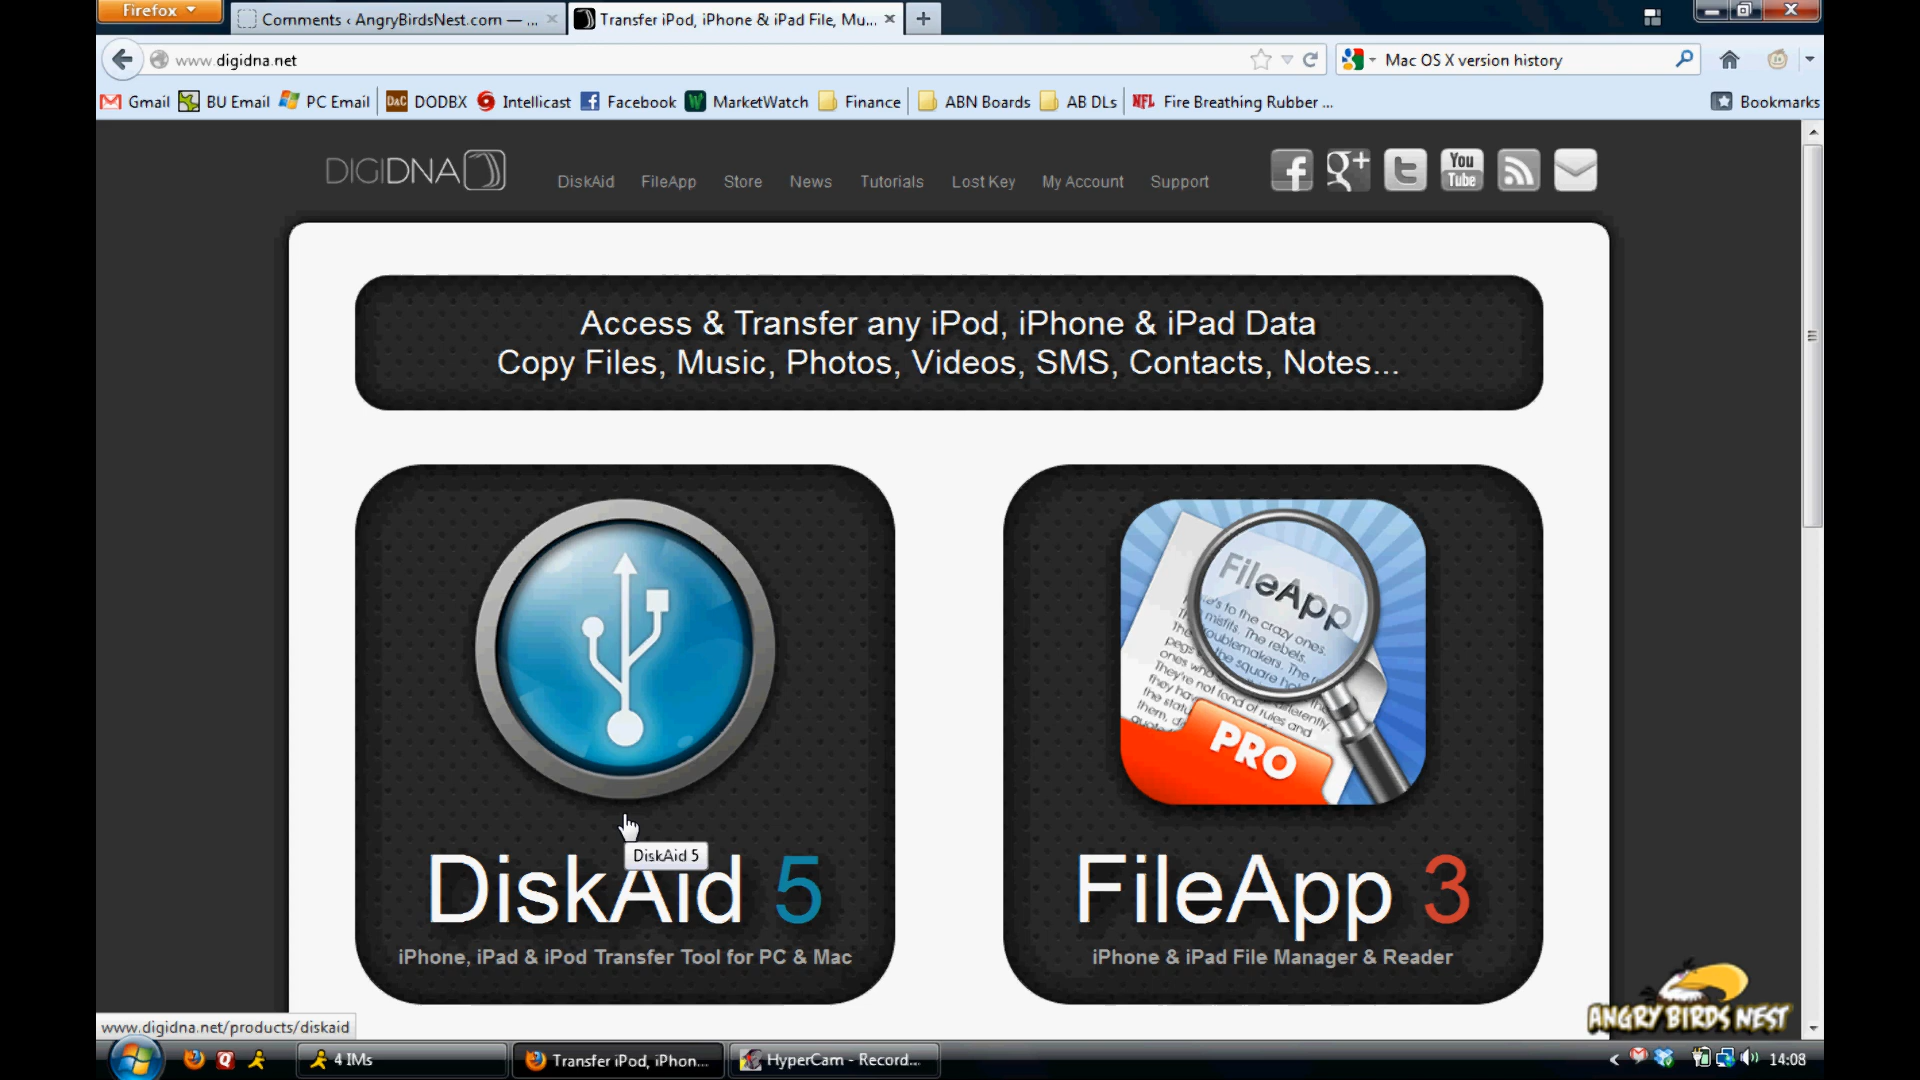 Firefox
Comments ‹ AngryBirdsNest.com — ...
Transfer iPod, iPhone & iPad File, Mu...
www.digidna.net
Mac OS X version history
Gmail BU Email PC Email D&C DODBX Intellicast Facebook MarketWatch Finance ABN Boards AB DLs NFL Fire Breathing Rubber ... Bookmarks
DIGIDNA
DiskAid FileApp Store News Tutorials Lost Key My Account Support
You Tube
Access & Transfer any iPod, iPhone & iPad Data
Copy Files, Music, Photos, Videos, SMS, Contacts, Notes...
FileApp
PRO
DiskAid 5
DiskAid 5
iPhone, iPad & iPod Transfer Tool for PC & Mac
FileApp 3
iPhone & iPad File Manager & Reader
ANGRY BIRDS NEST
www.digidna.net/products/diskaid
4 IMs
Transfer iPod, iPhon...
HyperCam - Record...
14:08